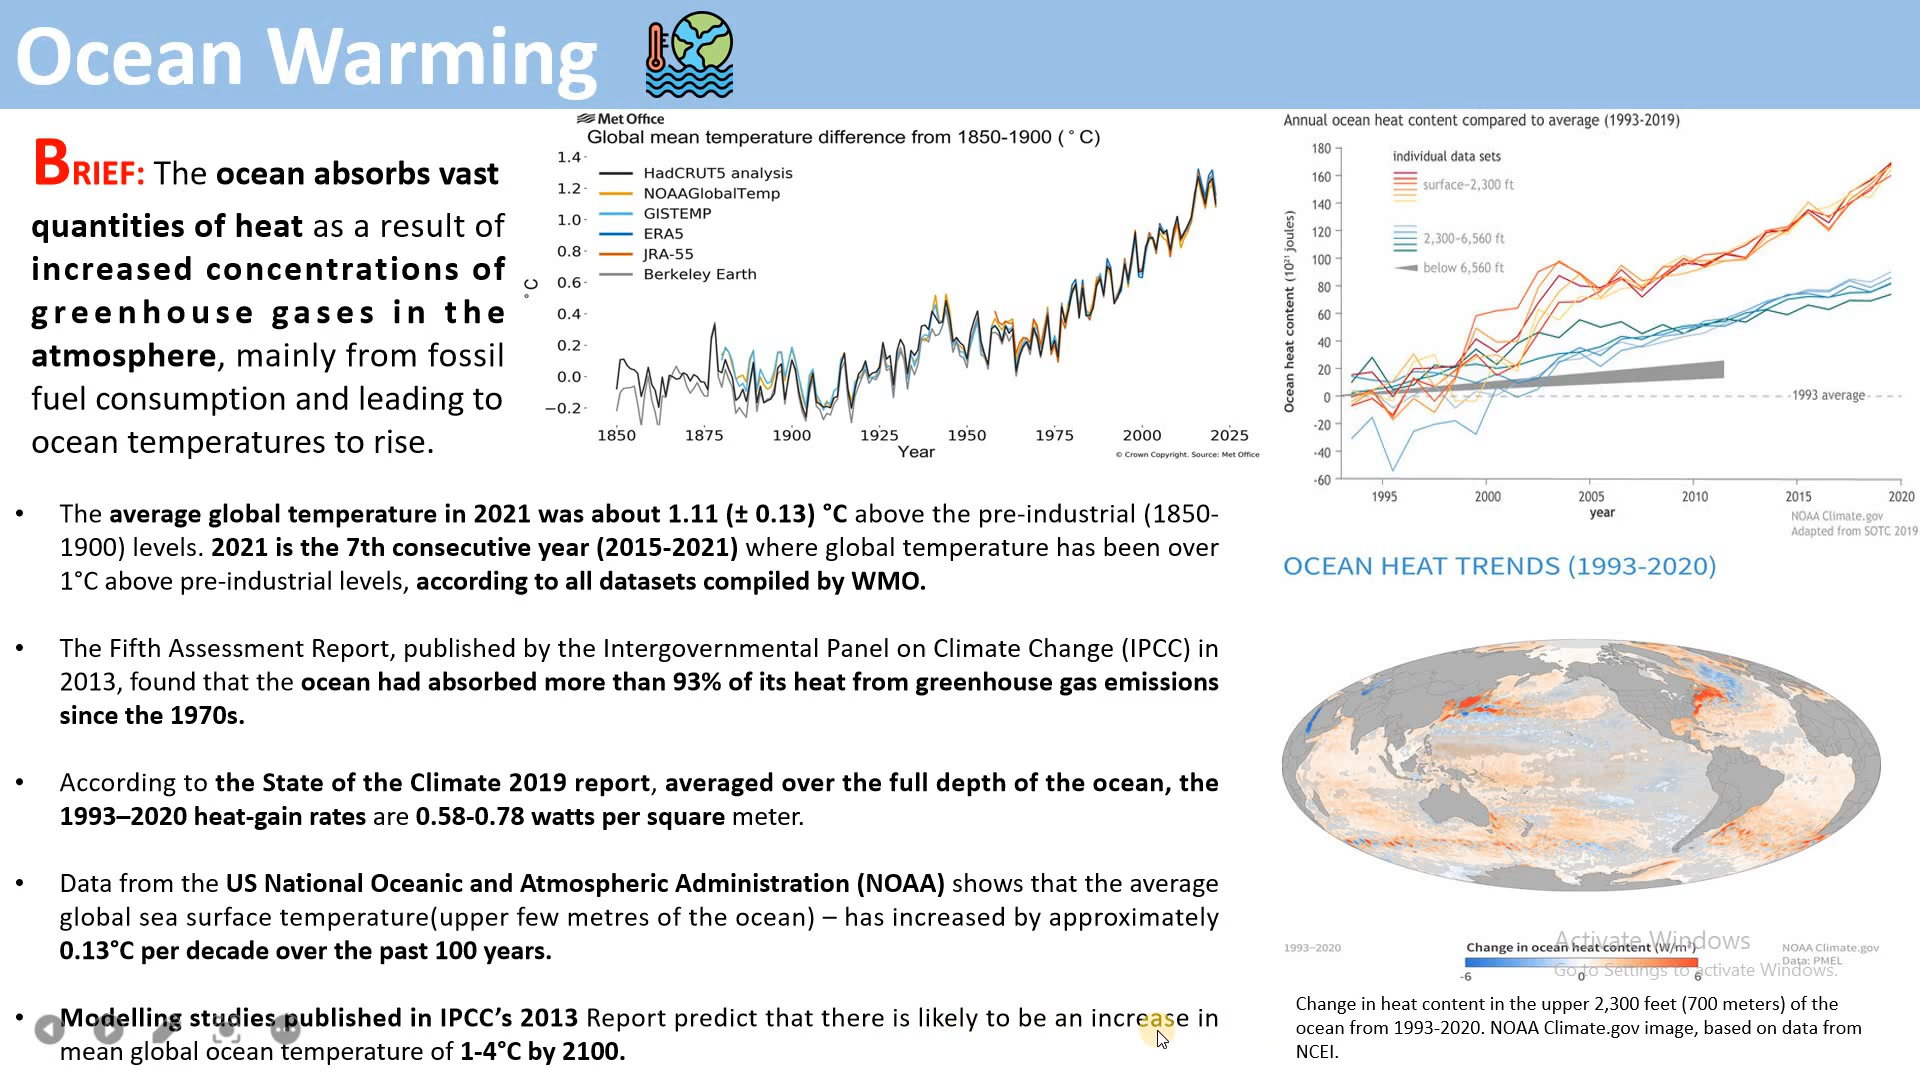 Ocean Warming
BRIEF: The ocean absorbs vast
quantities of heat as a result of
increased concentrations of
greenhouse gases in the
atmosphere, mainly from fossil
fuel consumption and leading to
ocean temperatures to rise.
Met Office
Global mean temperature difference from 1850-1900 (°C)
HadCRUT5 analysis
NOAAGlobalTemp
GISTEMP
ERA5
JRA-55
Berkeley Earth
°C
1.4
1.2
1.0
0.8
0.6
0.4
0.2
0.0
−0.2
1850 1875 1900 1925 1950 1975 2000 2025
Year
© Crown Copyright. Source: Met Office
Annual ocean heat content compared to average (1993-2019)
individual data sets
surface–2,300 ft
2,300–6,560 ft
below 6,560 ft
Ocean heat content (10²¹ joules)
180
160
140
120
100
80
60
40
20
0
-20
-40
-60
1993 average
1995 2000 2005 2010 2015 2020
year
NOAA Climate.gov
Adapted from SOTC 2019
• The average global temperature in 2021 was about 1.11 (± 0.13) °C above the pre-industrial (1850-
1900) levels. 2021 is the 7th consecutive year (2015-2021) where global temperature has been over
1°C above pre-industrial levels, according to all datasets compiled by WMO.
• The Fifth Assessment Report, published by the Intergovernmental Panel on Climate Change (IPCC) in
2013, found that the ocean had absorbed more than 93% of its heat from greenhouse gas emissions
since the 1970s.
• According to the State of the Climate 2019 report, averaged over the full depth of the ocean, the
1993–2020 heat-gain rates are 0.58-0.78 watts per square meter.
• Data from the US National Oceanic and Atmospheric Administration (NOAA) shows that the average
global sea surface temperature(upper few metres of the ocean) – has increased by approximately
0.13°C per decade over the past 100 years.
• Modelling studies published in IPCC’s 2013 Report predict that there is likely to be an increase in
mean global ocean temperature of 1-4°C by 2100.
OCEAN HEAT TRENDS (1993-2020)
1993–2020
Change in ocean heat content (W/m²)
-6 0 6
NOAA Climate.gov
Data: PMEL
Activate Windows
Go to Settings to activate Windows.
Change in heat content in the upper 2,300 feet (700 meters) of the
ocean from 1993-2020. NOAA Climate.gov image, based on data from
NCEI.